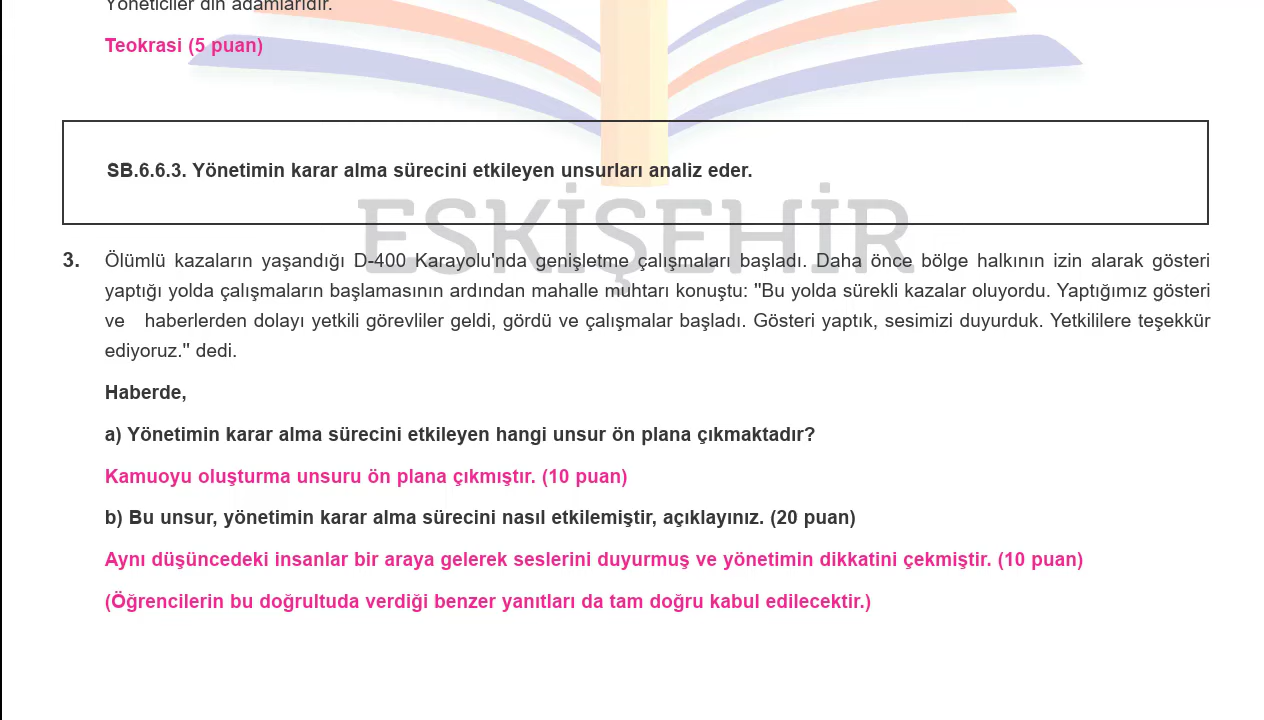 Yöneticiler din adamlarıdır.
Teokrasi (5 puan)
SB.6.6.3. Yönetimin karar alma sürecini etkileyen unsurları analiz eder.
ESKİŞEHİR
3. Ölümlü kazaların yaşandığı D-400 Karayolu'nda genişletme çalışmaları başladı. Daha önce bölge halkının izin alarak gösteri
yaptığı yolda çalışmaların başlamasının ardından mahalle muhtarı konuştu: "Bu yolda sürekli kazalar oluyordu. Yaptığımız gösteri
ve haberlerden dolayı yetkili görevliler geldi, gördü ve çalışmalar başladı. Gösteri yaptık, sesimizi duyurduk. Yetkililere teşekkür
ediyoruz." dedi.
Haberde,
a) Yönetimin karar alma sürecini etkileyen hangi unsur ön plana çıkmaktadır?
Kamuoyu oluşturma unsuru ön plana çıkmıştır. (10 puan)
b) Bu unsur, yönetimin karar alma sürecini nasıl etkilemiştir, açıklayınız. (20 puan)
Aynı düşüncedeki insanlar bir araya gelerek seslerini duyurmuş ve yönetimin dikkatini çekmiştir. (10 puan)
(Öğrencilerin bu doğrultuda verdiği benzer yanıtları da tam doğru kabul edilecektir.)